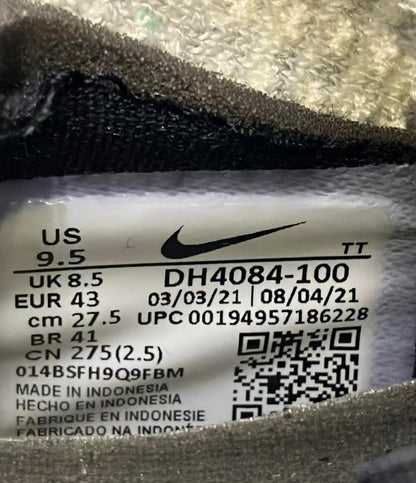 US
9.5
TT
UK 8.5 DH4084-100
EUR 43 03/03/21 | 08/04/21
cm 27.5 UPC 00194957186228
BR 41
CN 275(2.5)
014BSFH9Q9FBM
MADE IN INDONESIA
HECHO EN INDONESIA
FABRIQUE EN INDONESIE
FABRICADO NA